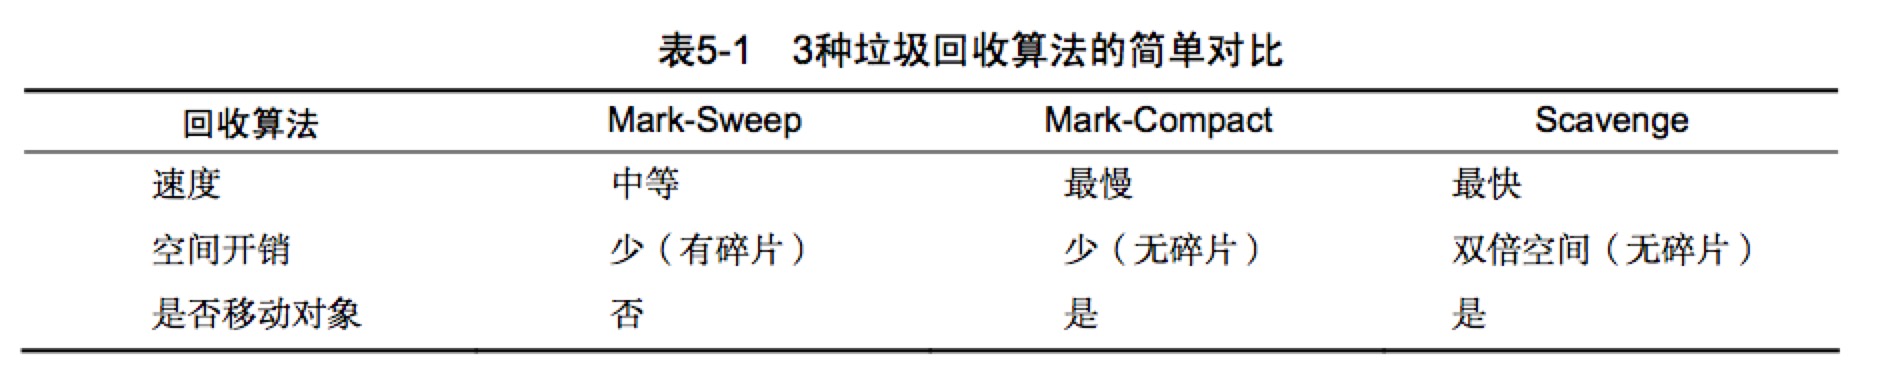 表5-1 3种垃圾回收算法的简单对比
回收算法 Mark-Sweep Mark-Compact Scavenge
速度 中等 最慢 最快
空间开销 少（有碎片） 少（无碎片） 双倍空间（无碎片）
是否移动对象 否 是 是